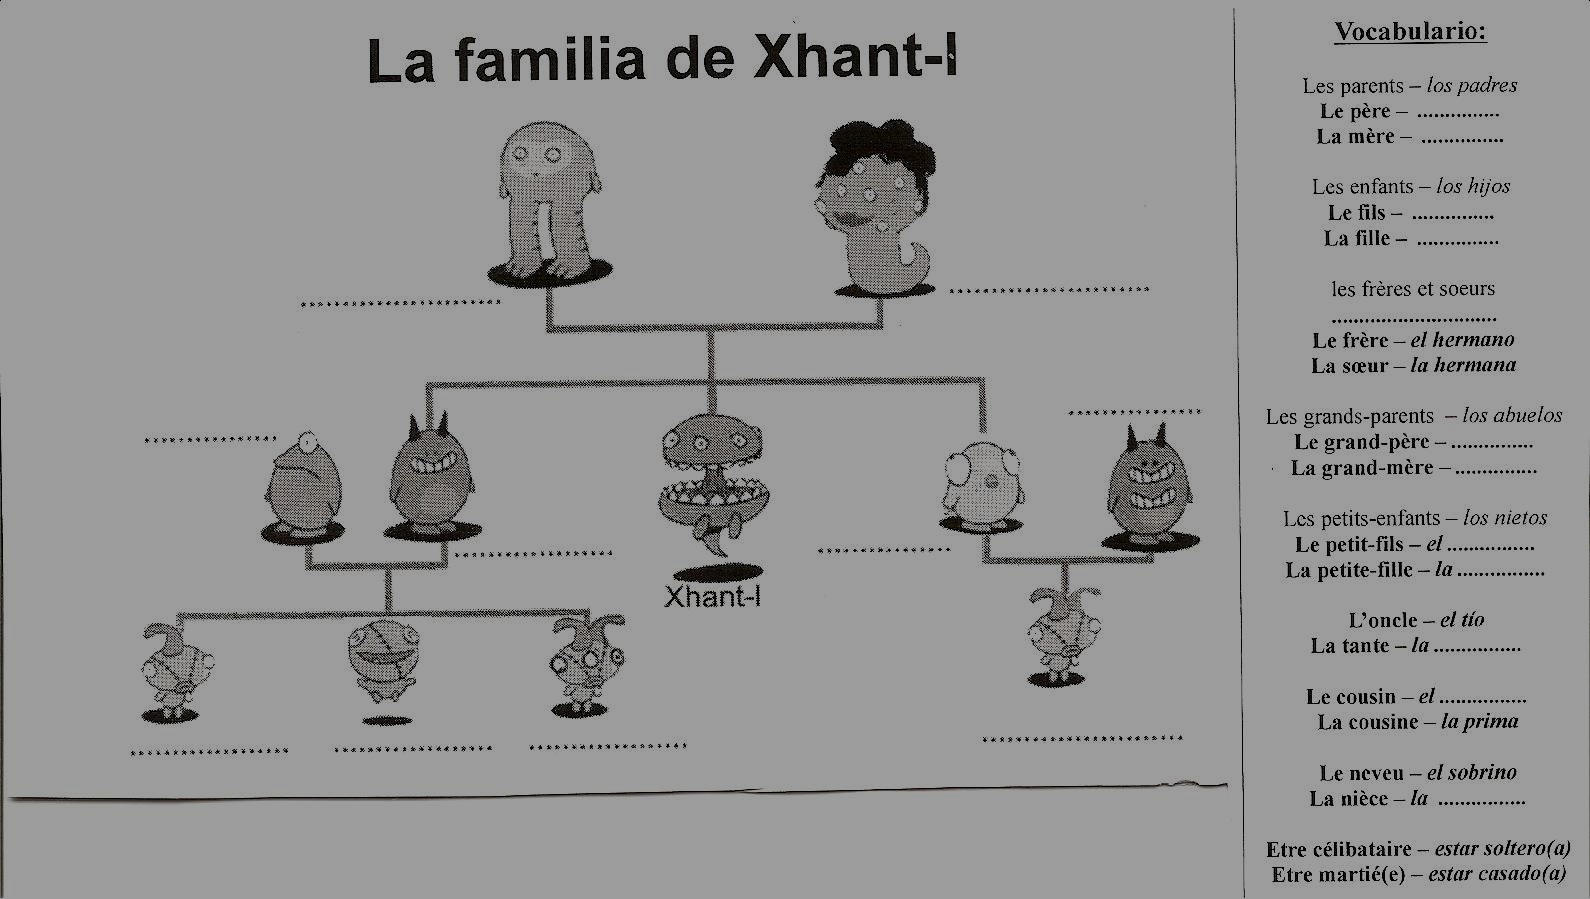 La familia de Xhant-I
Xhant-I
Vocabulario:
Les parents – los padres
Le père – ...............
La mère – ...............
Les enfants – los hijos
Le fils – ...............
La fille – ...............
les frères et soeurs
..............................
Le frère – el hermano
La sœur – la hermana
Les grands-parents – los abuelos
Le grand-père – ...............
La grand-mère – ...............
Les petits-enfants – los nietos
Le petit-fils – el ................
La petite-fille – la ................
L’oncle – el tío
La tante – la ................
Le cousin – el ................
La cousine – la prima
Le neveu – el sobrino
La nièce – la ................
Etre célibataire – estar soltero(a)
Etre martié(e) – estar casado(a)